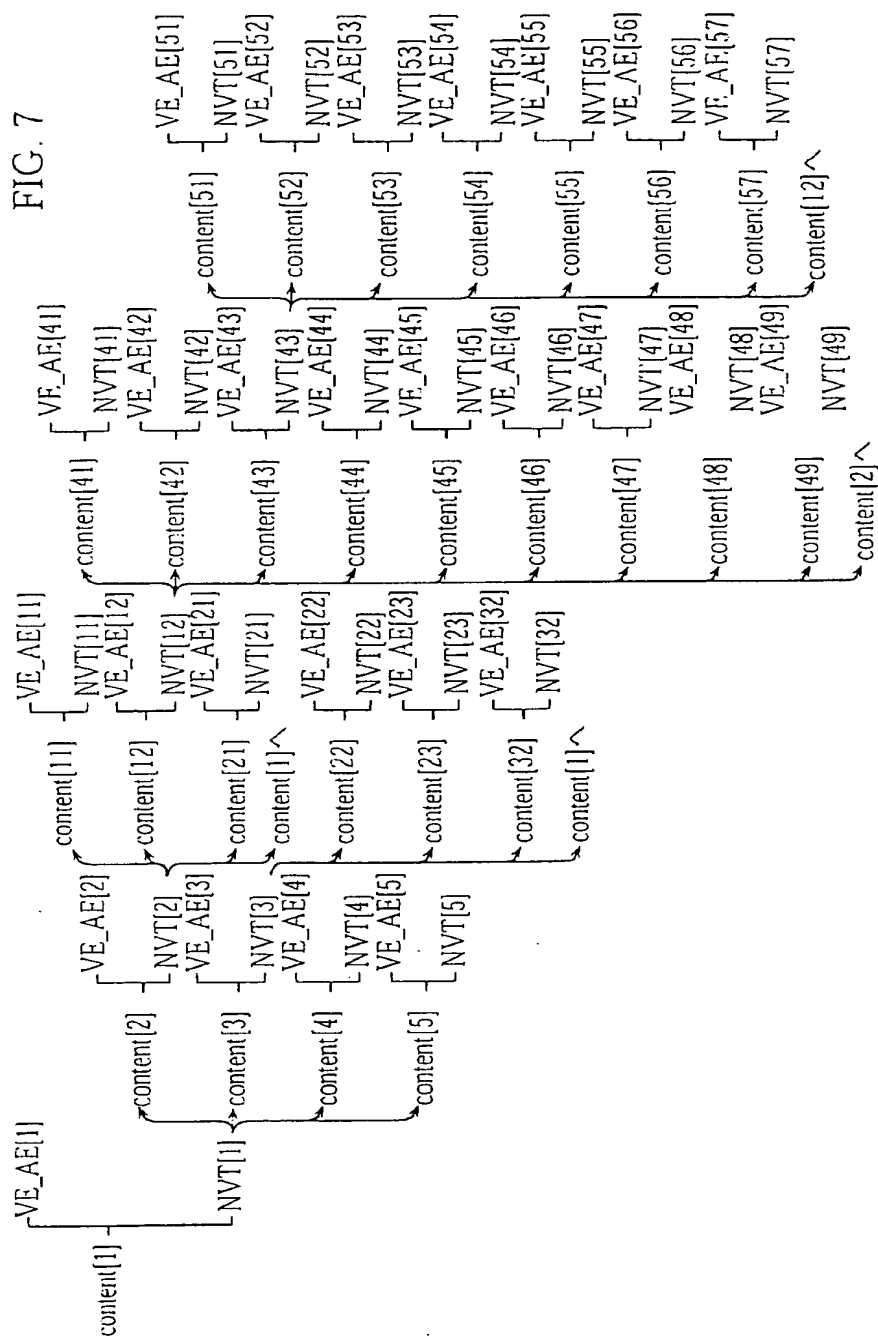 FIG. 7
content[1]
VE_AE[1]
NVT[1]
content[2]
content[3]
content[4]
content[5]
VE_AE[2]
NVT[2]
VE_AE[3]
NVT[3]
VE_AE[4]
NVT[4]
VE_AE[5]
NVT[5]
content[11]
content[12]
content[21]
content[1]^
content[22]
content[23]
content[32]
content[1]^
VE_AE[11]
NVT[11]
VE_AE[12]
NVT[12]
VE_AE[21]
NVT[21]
VE_AE[22]
NVT[22]
VE_AE[23]
NVT[23]
VE_AE[32]
NVT[32]
content[41]
content[42]
content[43]
content[44]
content[45]
content[46]
content[47]
content[48]
content[49]
content[2]^
VE_AE[41]
NVT[41]
VE_AE[42]
NVT[42]
VE_AE[43]
NVT[43]
VE_AE[44]
NVT[44]
VE_AE[45]
NVT[45]
VE_AE[46]
NVT[46]
VE_AE[47]
NVT[47]
VE_AE[48]
NVT[48]
VE_AE[49]
NVT[49]
content[51]
content[52]
content[53]
content[54]
content[55]
content[56]
content[57]
content[12]^
VE_AE[51]
NVT[51]
VE_AE[52]
NVT[52]
VE_AE[53]
NVT[53]
VE_AE[54]
NVT[54]
VE_AE[55]
NVT[55]
VE_AE[56]
NVT[56]
VE_AE[57]
NVT[57]